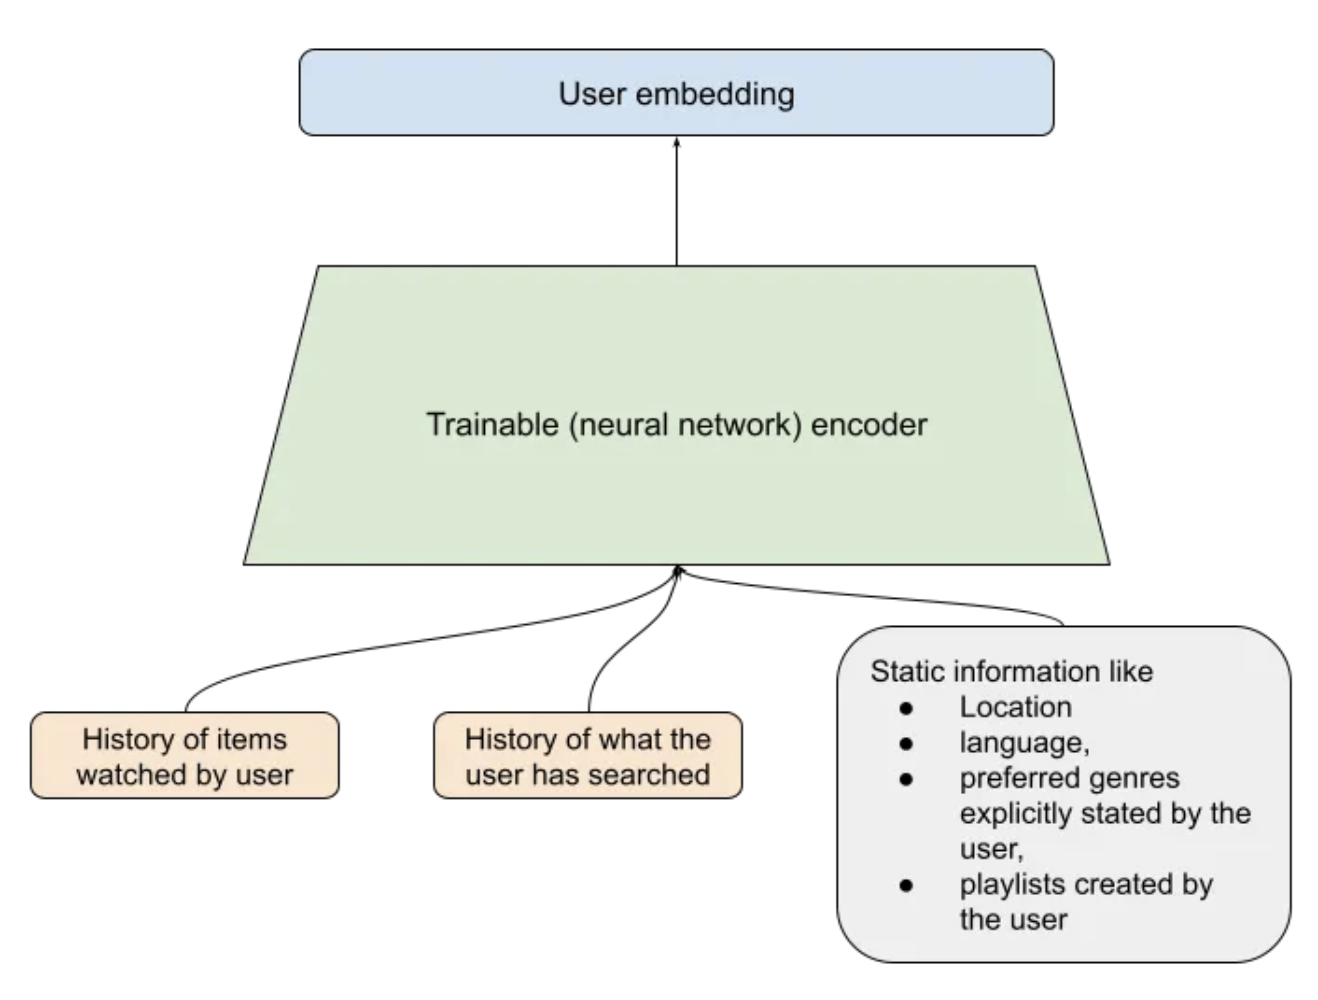 User embedding
Trainable (neural network) encoder
History of items
watched by user
History of what the
user has searched
Static information like
● Location
● language,
● preferred genres
explicitly stated by the
user,
● playlists created by
the user